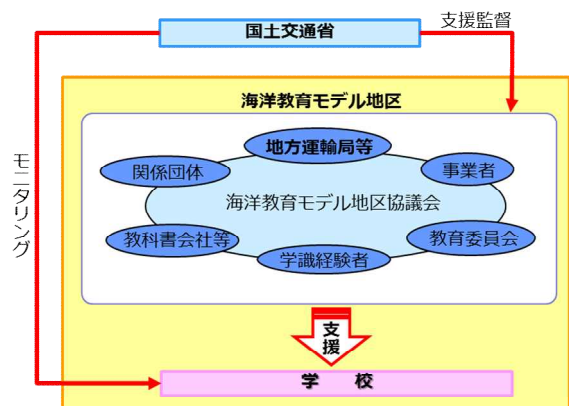 国土交通省
支援監督
海洋教育モデル地区
地方運輸局等
関係団体
事業者
海洋教育モデル地区協議会
教科書会社等
教育委員会
学識経験者
モニタリング
支援
学　校